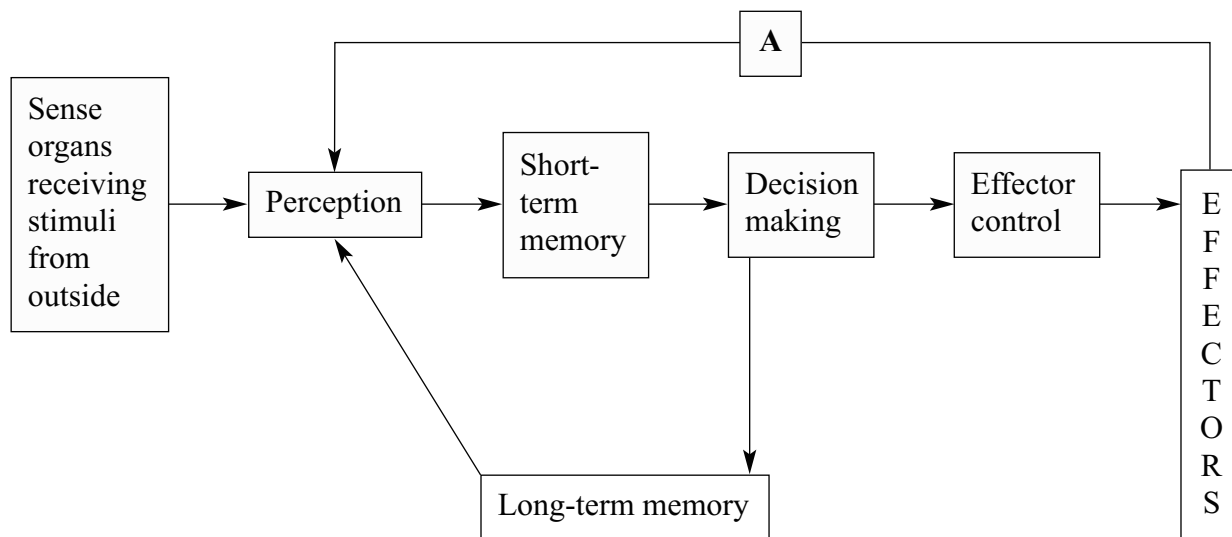 A
Sense
organs
receiving
stimuli
from
outside
Perception
Short-
term
memory
Decision
making
Effector
control
E
F
F
E
C
T
O
R
S
Long-term memory